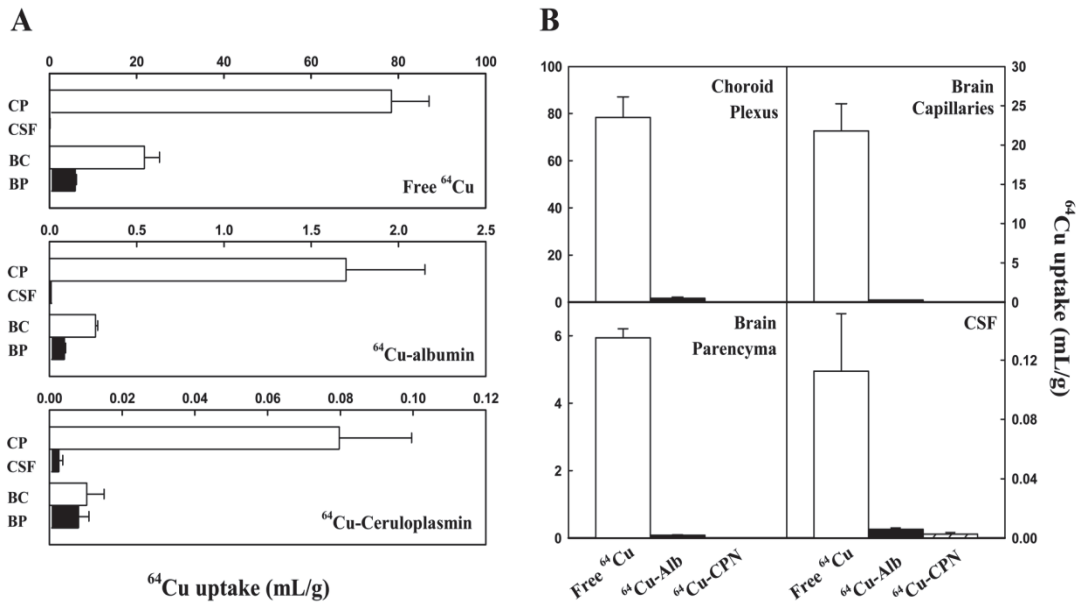 A
0 20 40 60 80 100
CP
CSF
BC
BP
Free ⁶⁴Cu
0.0 0.5 1.0 1.5 2.0 2.5
CP
CSF
BC
BP
⁶⁴Cu-albumin
0.00 0.02 0.04 0.06 0.08 0.10 0.12
CP
CSF
BC
BP
⁶⁴Cu-Ceruloplasmin
⁶⁴Cu uptake (mL/g)
B
100
80
60
40
20
0
Choroid
Plexus
Brain
Capillaries
30
25
20
15
10
5
0
6
4
2
0
Brain
Parencyma
CSF
0.12
0.08
0.04
0.00
⁶⁴Cu uptake (mL/g)
Free ⁶⁴Cu
⁶⁴Cu-Alb
⁶⁴Cu-CPN
Free ⁶⁴Cu
⁶⁴Cu-Alb
⁶⁴Cu-CPN